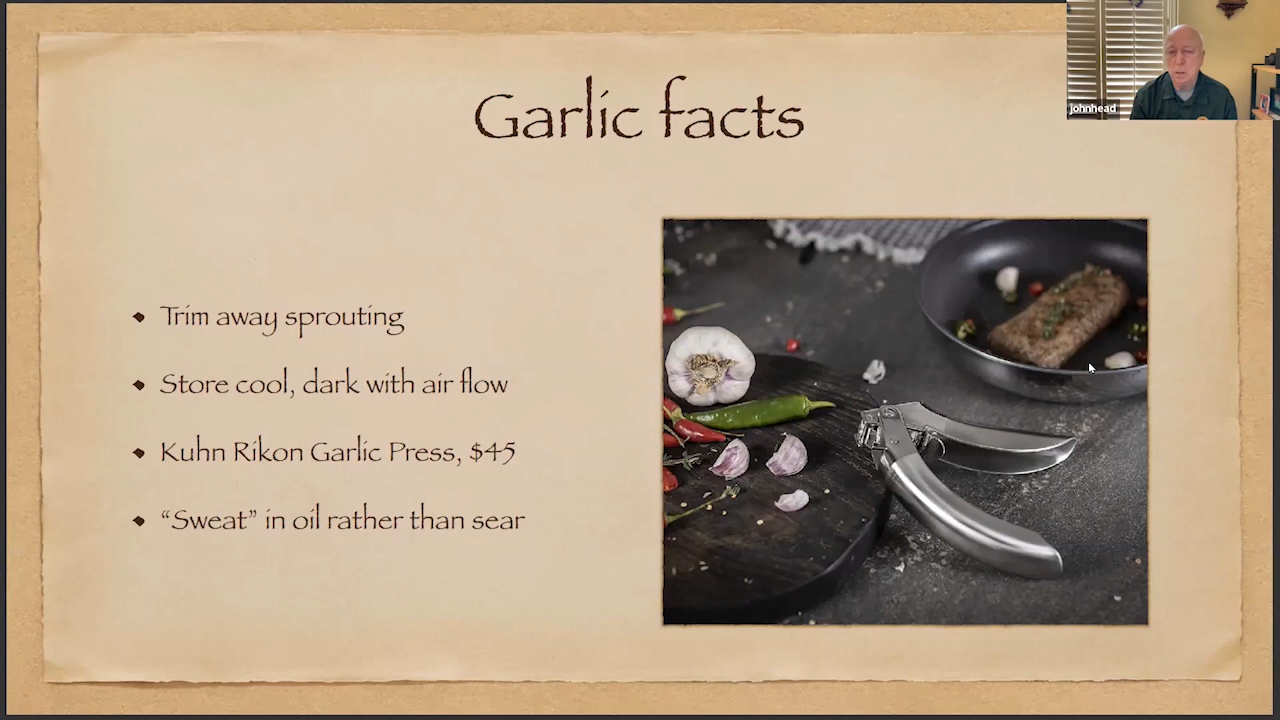 johnhead
Garlic facts
Trim away sprouting
Store cool, dark with air flow
Kuhn Rikon Garlic Press, $45
“Sweat” in oil rather than sear